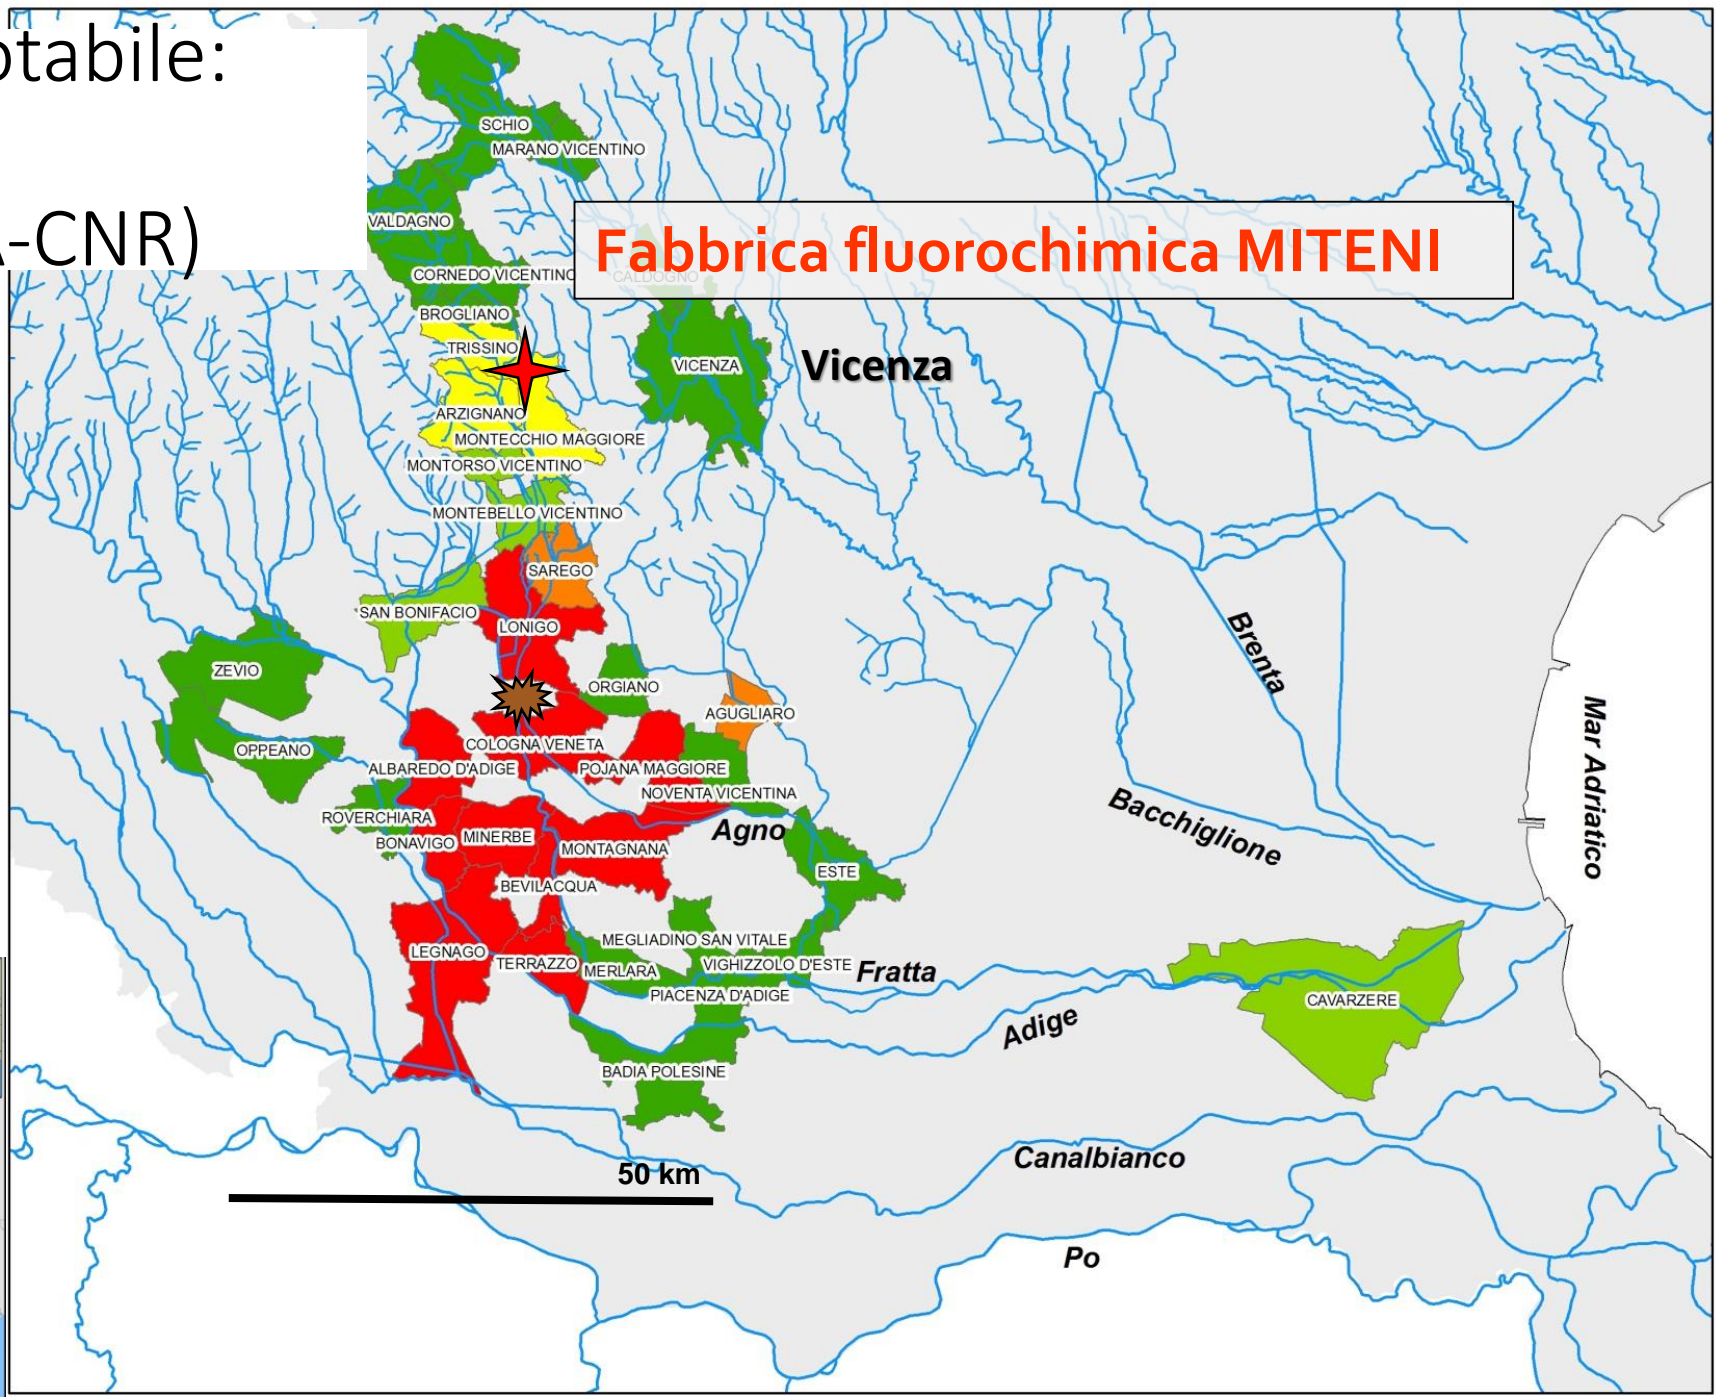 otabile:
-CNR)
SCHIO
MARANO VICENTINO
VALDAGNO
Fabbrica fluorochimica MITENI
CORNEDO VICENTINO
CALDOGNO
BROGLIANO
TRISSINO
VICENZA
Vicenza
ARZIGNANO
MONTECCHIO MAGGIORE
MONTORSO VICENTINO
MONTEBELLO VICENTINO
SAREGO
SAN BONIFACIO
LONIGO
Brenta
ZEVIO
ORGIANO
AGUGLIARO
Mar Adriatico
OPPEANO
COLOGNA VENETA
ALBAREDO D'ADIGE
POJANA MAGGIORE
NOVENTA VICENTINA
ROVERCHIARA
Agno
Bacchiglione
BONAVIGO
MINERBE
MONTAGNANA
ESTE
BEVILACQUA
MEGLIADINO SAN VITALE
LEGNAGO
TERRAZZO
MERLARA
VIGHIZZOLO D'ESTE
Fratta
PIACENZA D'ADIGE
CAVARZERE
Adige
BADIA POLESINE
Canalbianco
50 km
Po